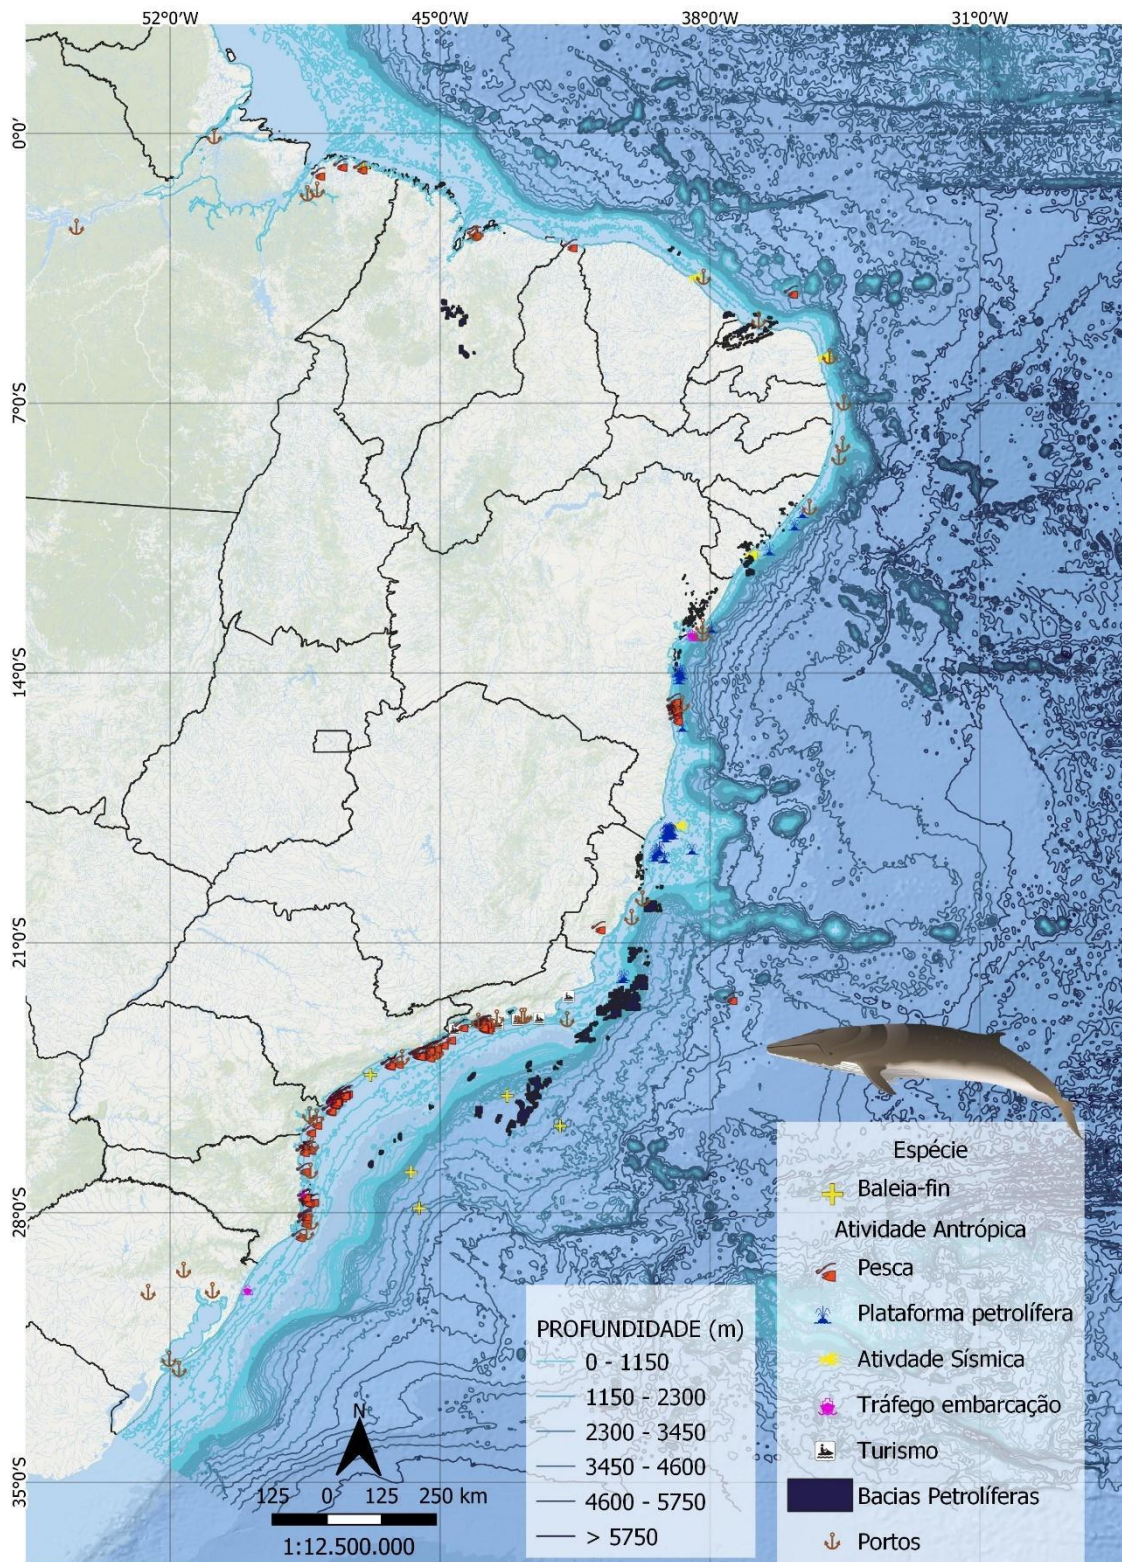 52°0'W 45°0'W 38°0'W 31°0'W
0°0'
7°0'S
14°0'S
21°0'S
28°0'S
35°0'S
Espécie
Baleia-fin
Atividade Antrópica
Pesca
Plataforma petrolífera
Ativdade Sísmica
Tráfego embarcação
Turismo
Bacias Petrolíferas
Portos
PROFUNDIDADE (m)
0 - 1150
1150 - 2300
2300 - 3450
3450 - 4600
4600 - 5750
> 5750
N
125 0 125 250 km
1:12.500.000